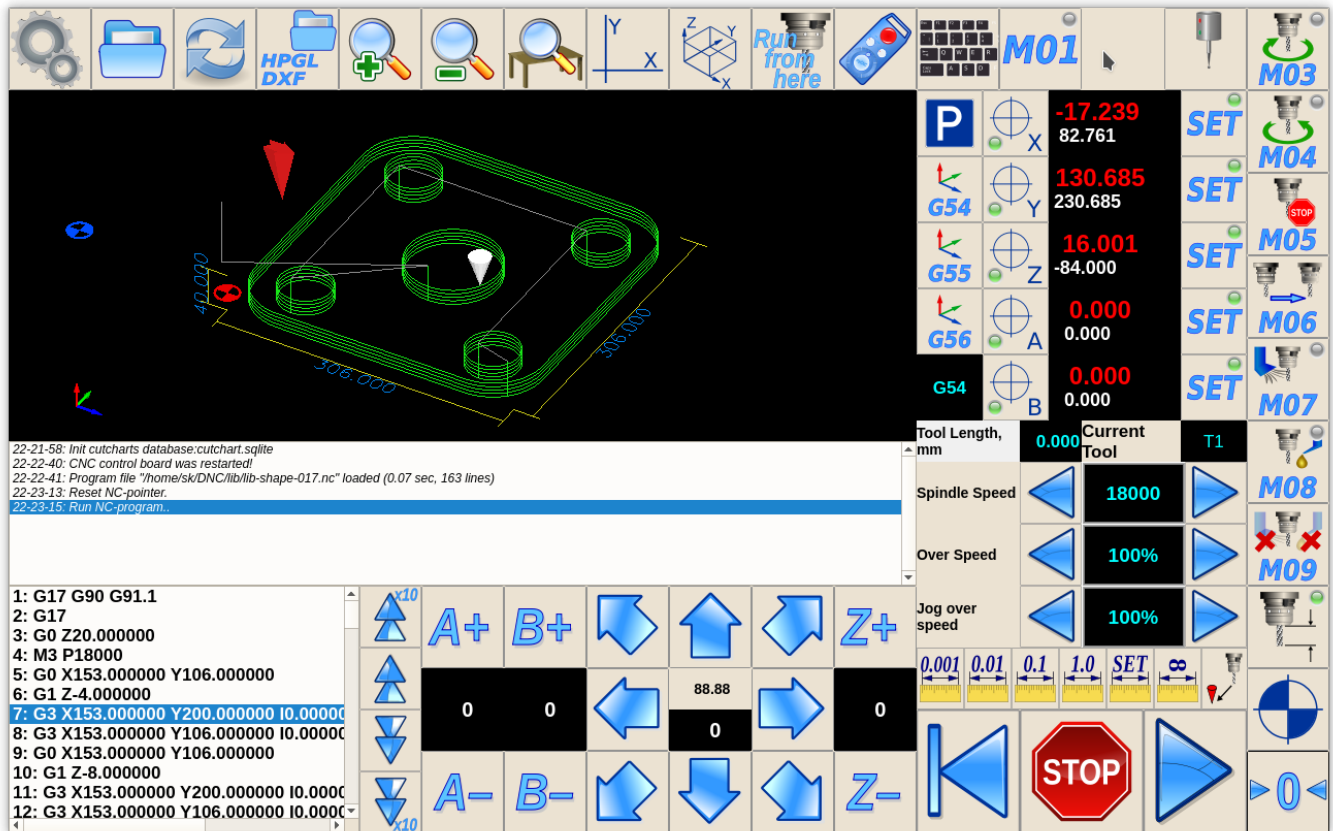 HPGL
DXF
Y
X
Z
Y
X
Run
from
here
M01
M03
P
X
-17.239
82.761
SET
M04
G54
Y
130.685
230.685
SET
STOP
M05
G55
Z
16.001
-84.000
SET
M06
G56
A
0.000
0.000
SET
G54
B
0.000
0.000
SET
M07
40.000
306.000
306.000
22-21-58: Init cutcharts database:cutchart.sqlite
22-22-40: CNC control board was restarted!
22-22-41: Program file "/home/sk/DNC/lib/lib-shape-017.nc" loaded (0.07 sec, 163 lines)
22-23-13: Reset NC-pointer.
22-23-15: Run NC-program..
Tool Length,
mm
0.000
Current
Tool
T1
M08
Spindle Speed
18000
Over Speed
100%
M09
Jog over
speed
100%
1: G17 G90 G91.1
2: G17
3: G0 Z20.000000
4: M3 P18000
5: G0 X153.000000 Y106.000000
6: G1 Z-4.000000
7: G3 X153.000000 Y200.000000 I0.00000
8: G3 X153.000000 Y106.000000 I0.00000
9: G0 X153.000000 Y106.000000
10: G1 Z-8.000000
11: G3 X153.000000 Y200.000000 I0.0000
12: G3 X153.000000 Y106.000000 I0.0000
x10
x10
A+
B+
Z+
0
0
88.88
0
0
A-
B-
Z-
0.001
0.01
0.1
1.0
SET
∞
STOP
0